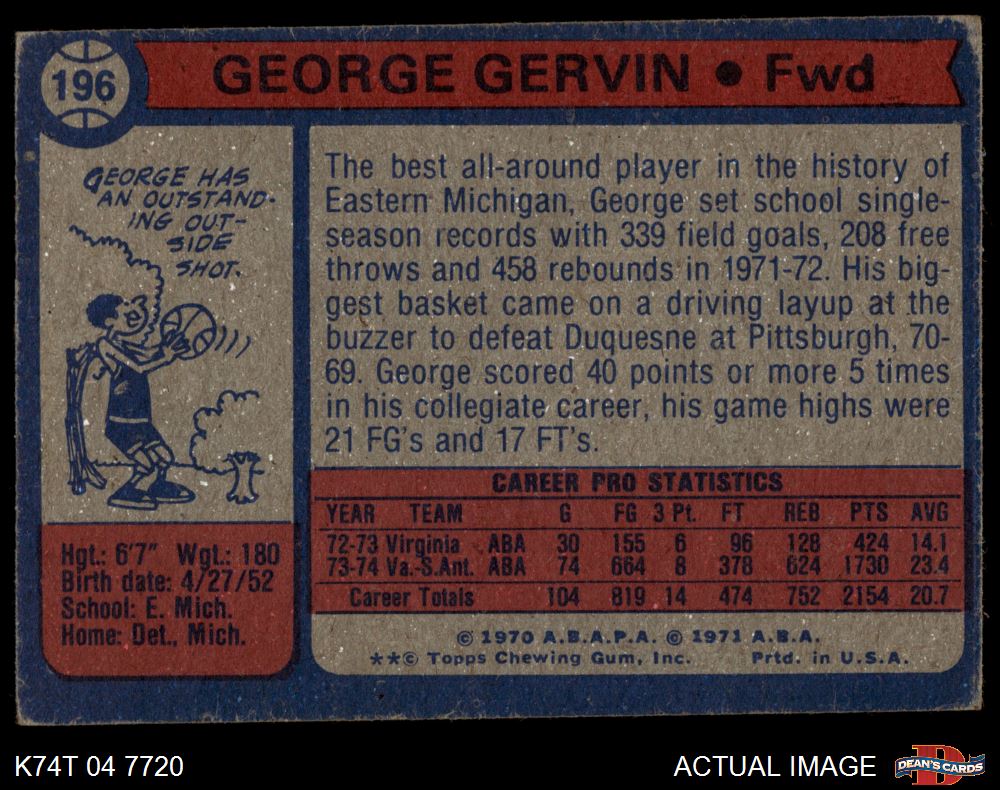 196
GEORGE GERVIN • Fwd
GEORGE HAS
AN OUTSTAND-
ING OUT-
SIDE
SHOT.
The best all-around player in the history of
Eastern Michigan, George set school single-
season records with 339 field goals, 208 free
throws and 458 rebounds in 1971-72. His big-
gest basket came on a driving layup at the
buzzer to defeat Duquesne at Pittsburgh, 70-
69. George scored 40 points or more 5 times
in his collegiate career, his game highs were
21 FG's and 17 FT's.
Hgt.: 6'7" Wgt.: 180
Birth date: 4/27/52
School: E. Mich.
Home: Det., Mich.
CAREER PRO STATISTICS
YEAR TEAM G FG 3 Pt. FT REB PTS AVG
72-73 Virginia ABA 30 155 6 96 128 424 14.1
73-74 Va.-S.Ant. ABA 74 664 8 378 624 1730 23.4
Career Totals 104 819 14 474 752 2154 20.7
© 1970 A.B.A.P.A. © 1971 A.B.A.
**© Topps Chewing Gum, Inc. Prtd. in U.S.A.
K74T 04 7720
ACTUAL IMAGE
D
DEAN'S CARDS